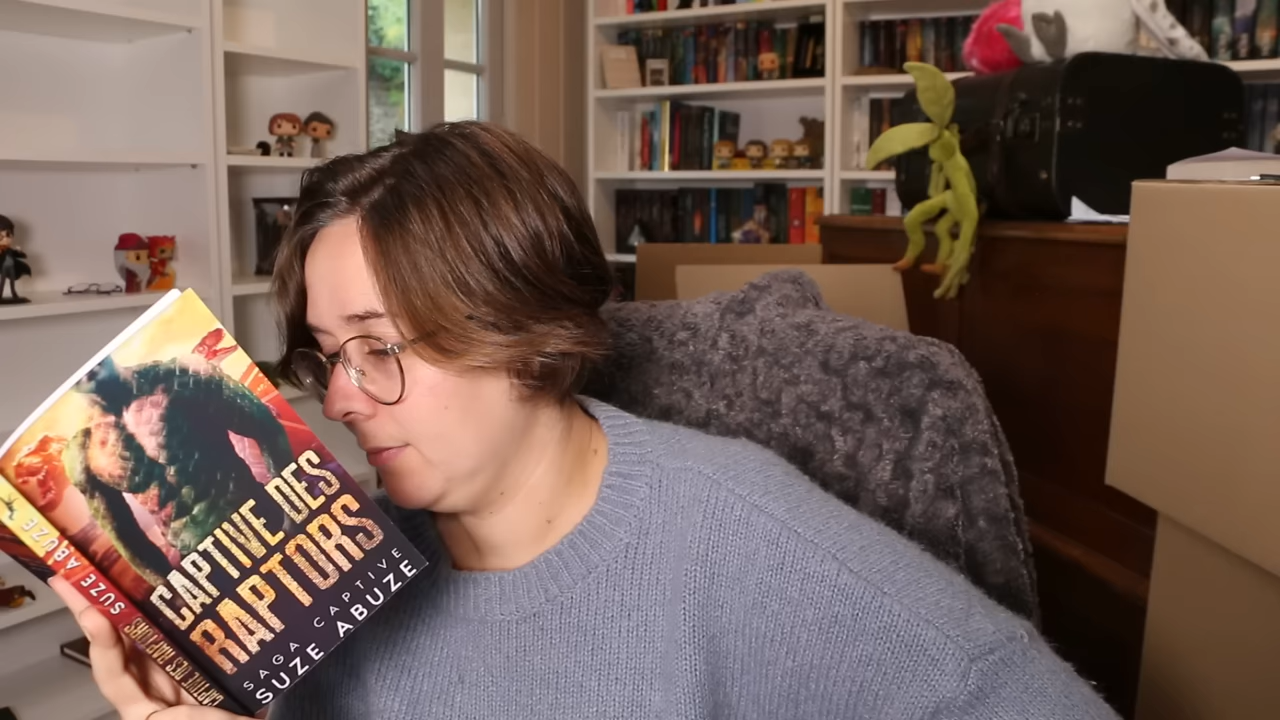 CAPTIVE DES
RAPTORS
SAGA CAPTIVE
SUZE ABUZE
SUZE ABUZE
CAPTIVE DES RAPTORS